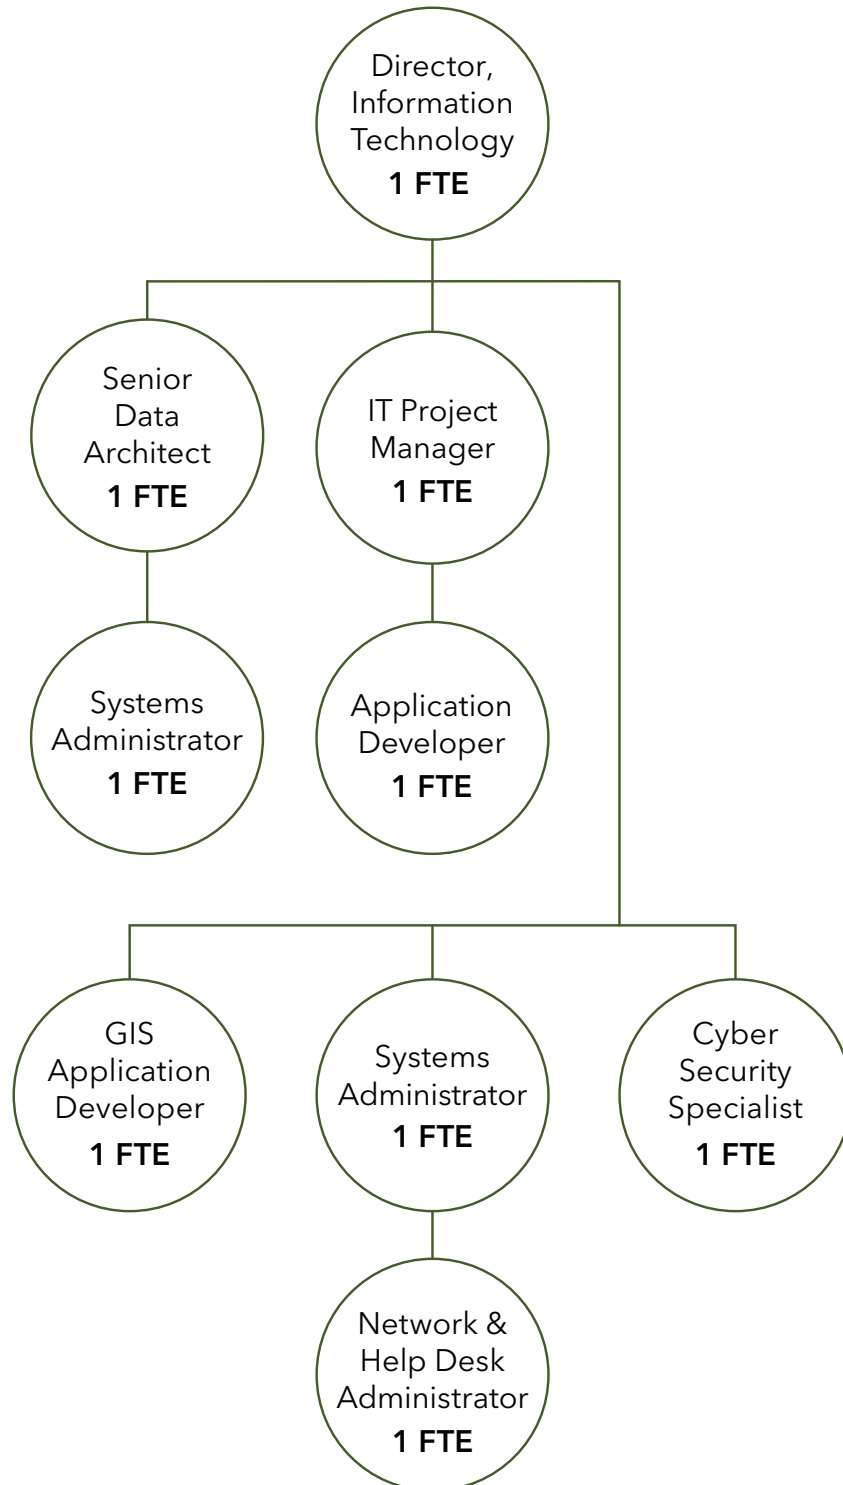 Director,
Information
Technology
1 FTE
Senior
Data
Architect
1 FTE
IT Project
Manager
1 FTE
Systems
Administrator
1 FTE
Application
Developer
1 FTE
GIS
Application
Developer
1 FTE
Systems
Administrator
1 FTE
Cyber
Security
Specialist
1 FTE
Network &
Help Desk
Administrator
1 FTE